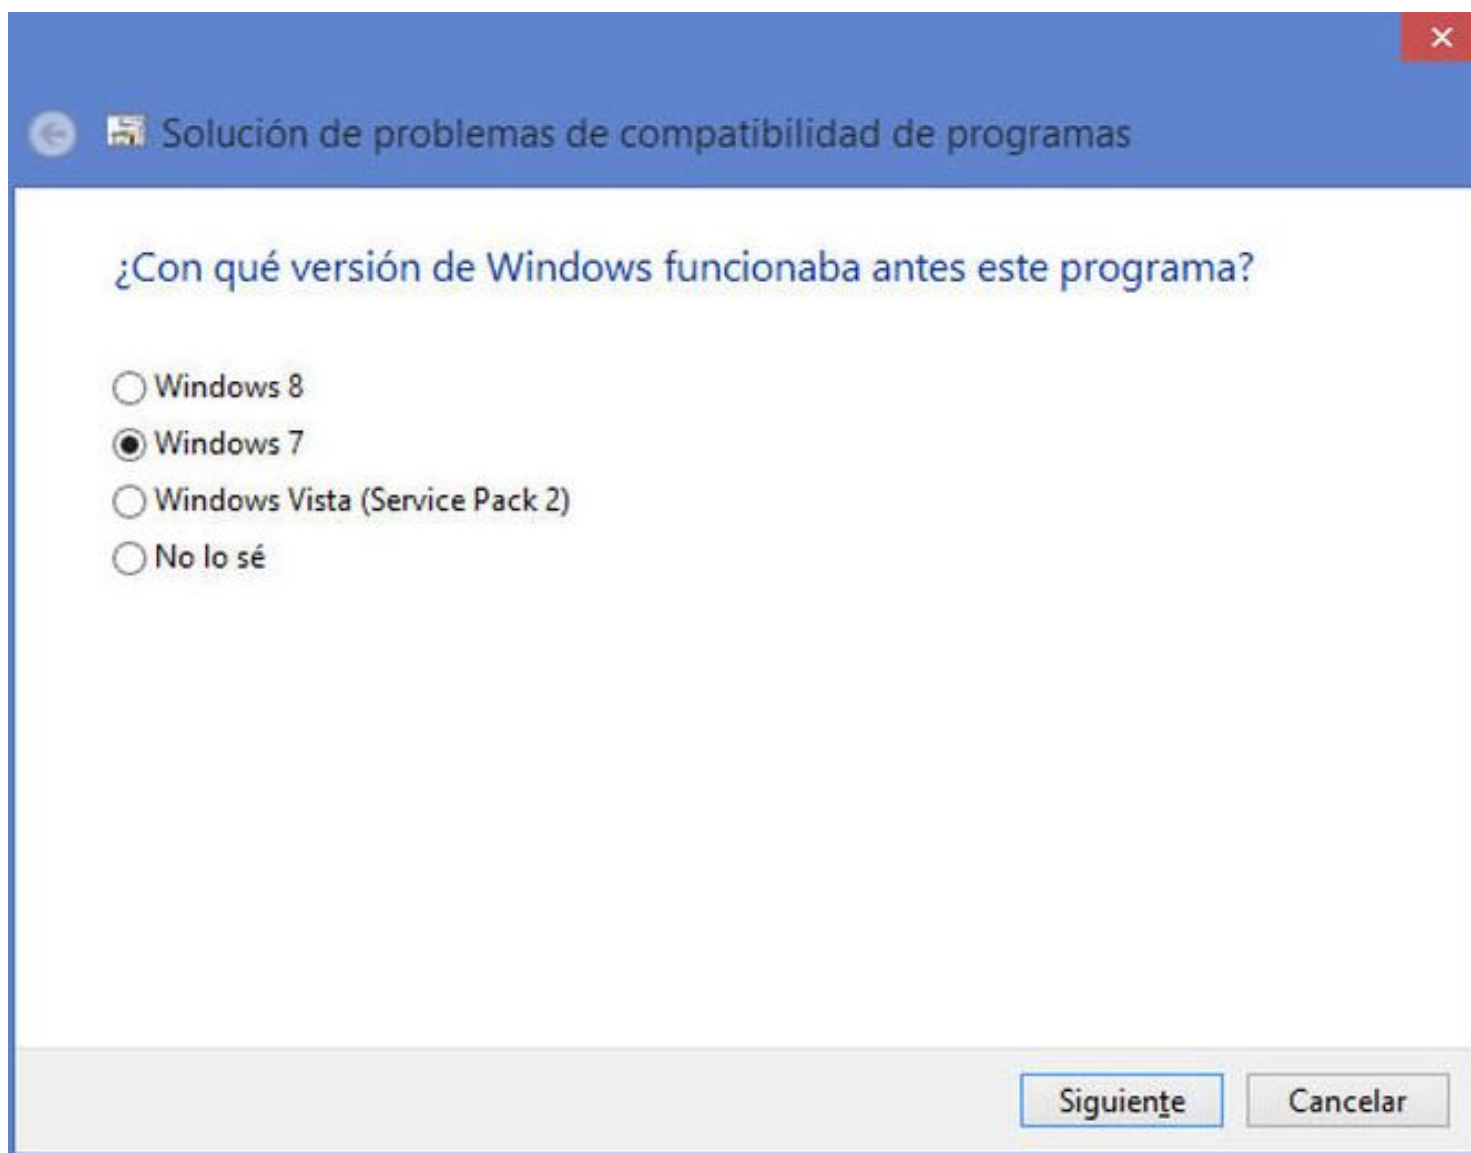 Solución de problemas de compatibilidad de programas
¿Con qué versión de Windows funcionaba antes este programa?
Windows 8
Windows 7
Windows Vista (Service Pack 2)
No lo sé
Siguiente
Cancelar